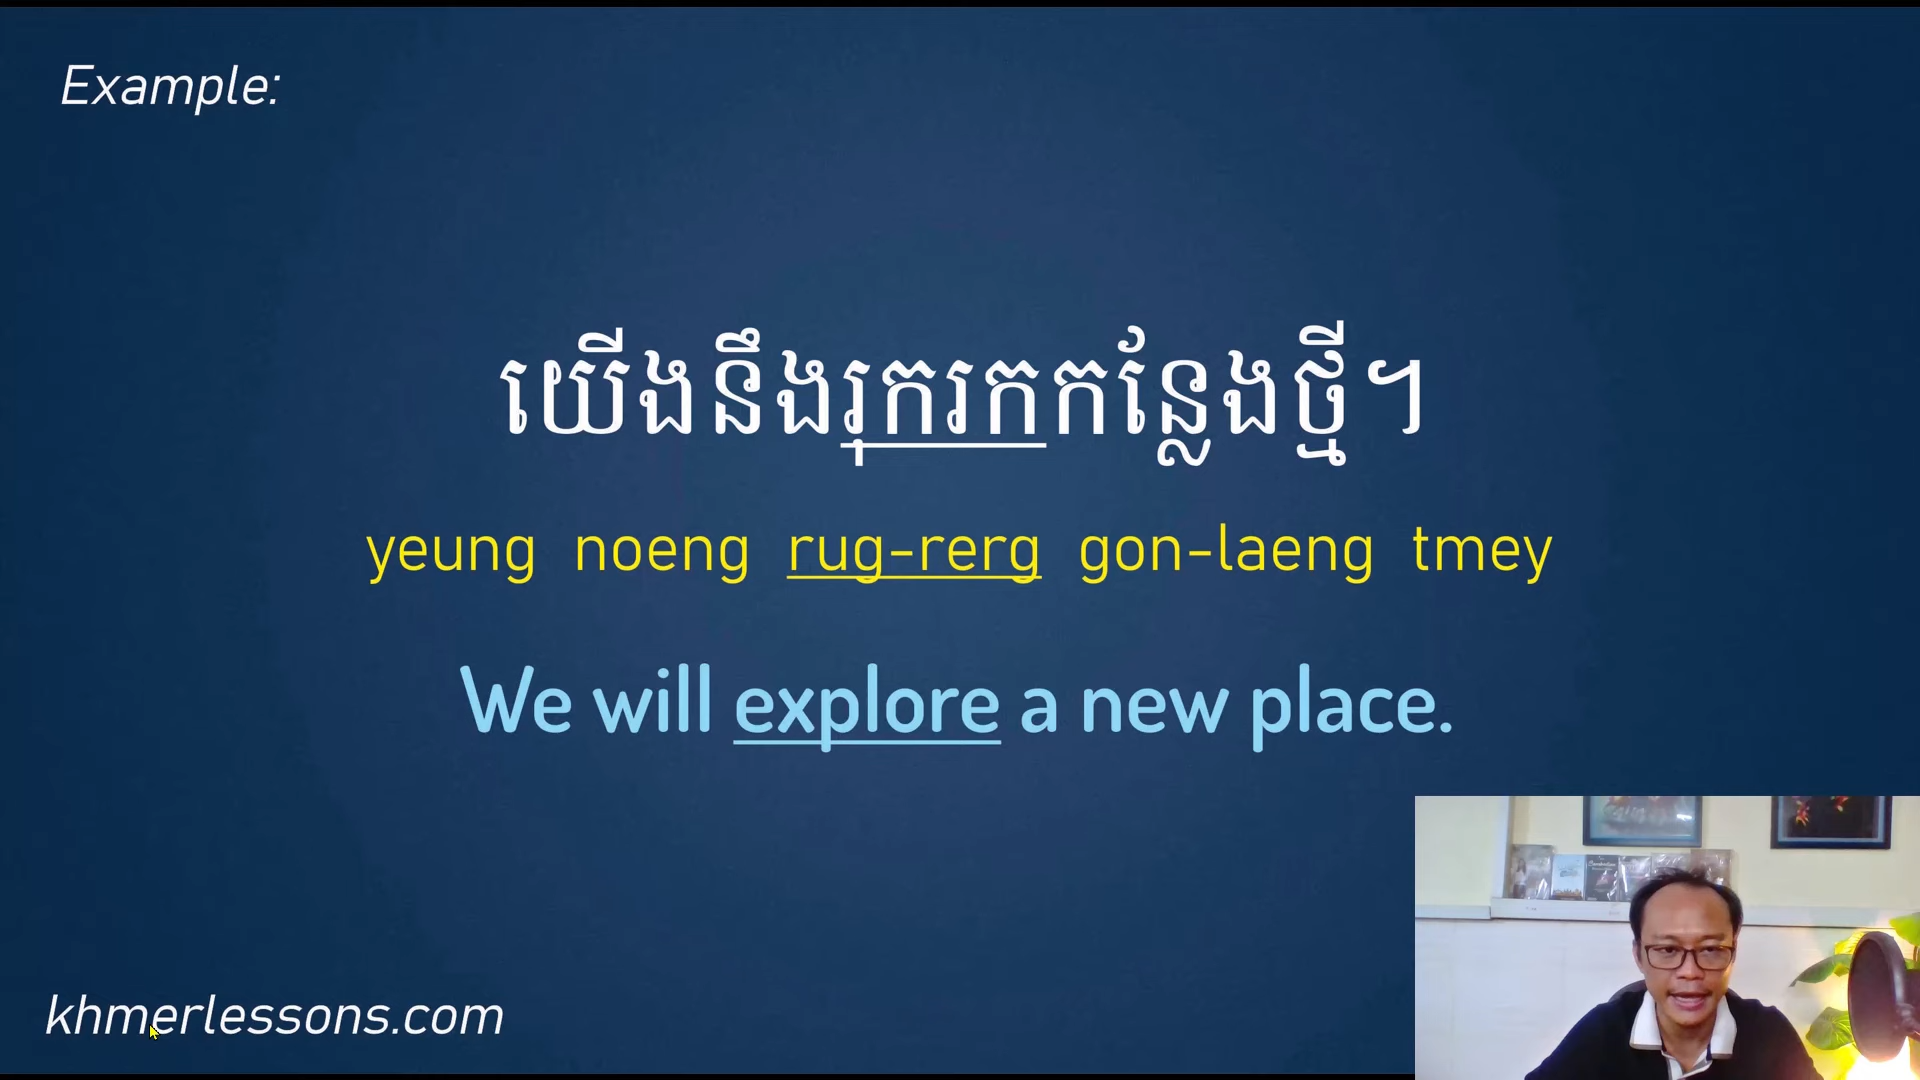 Example:
យើងនឹងរុករកកន្លែងថ្មី។
yeung noeng rug-rerg gon-laeng tmey
We will explore a new place.
khmerlessons.com